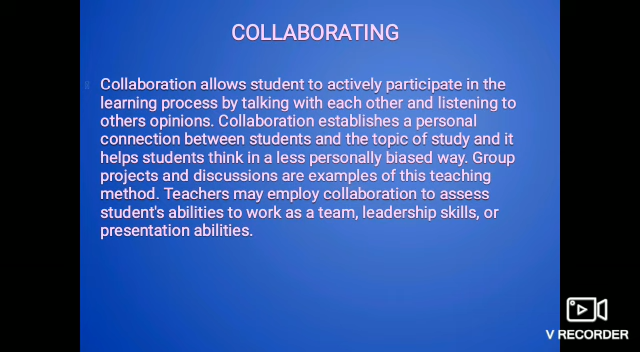 COLLABORATING
Collaboration allows student to actively participate in the
learning process by talking with each other and listening to
others opinions. Collaboration establishes a personal
connection between students and the topic of study and it
helps students think in a less personally biased way. Group
projects and discussions are examples of this teaching
method. Teachers may employ collaboration to assess
student's abilities to work as a team, leadership skills, or
presentation abilities.
V RECORDER